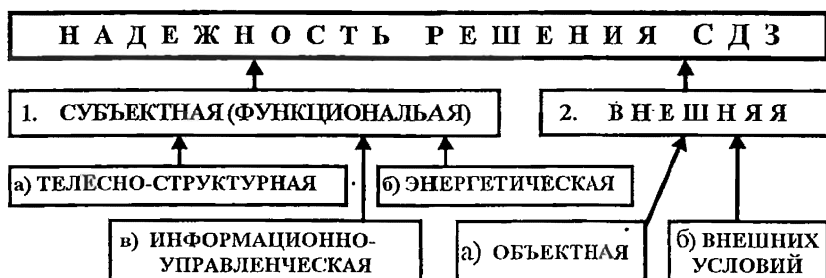 НАДЕЖНОСТЬ РЕШЕНИЯ СДЗ
1. СУБЪЕКТНАЯ (ФУНКЦИОНАЛЬАЯ)
2. ВНЕШНЯЯ
а) ТЕЛЕСНО-СТРУКТУРНАЯ
б) ЭНЕРГЕТИЧЕСКАЯ
в) ИНФОРМАЦИОННО-
УПРАВЛЕНЧЕСКАЯ
а) ОБЪЕКТНАЯ
б) ВНЕШНИХ
УСЛОВИЙ